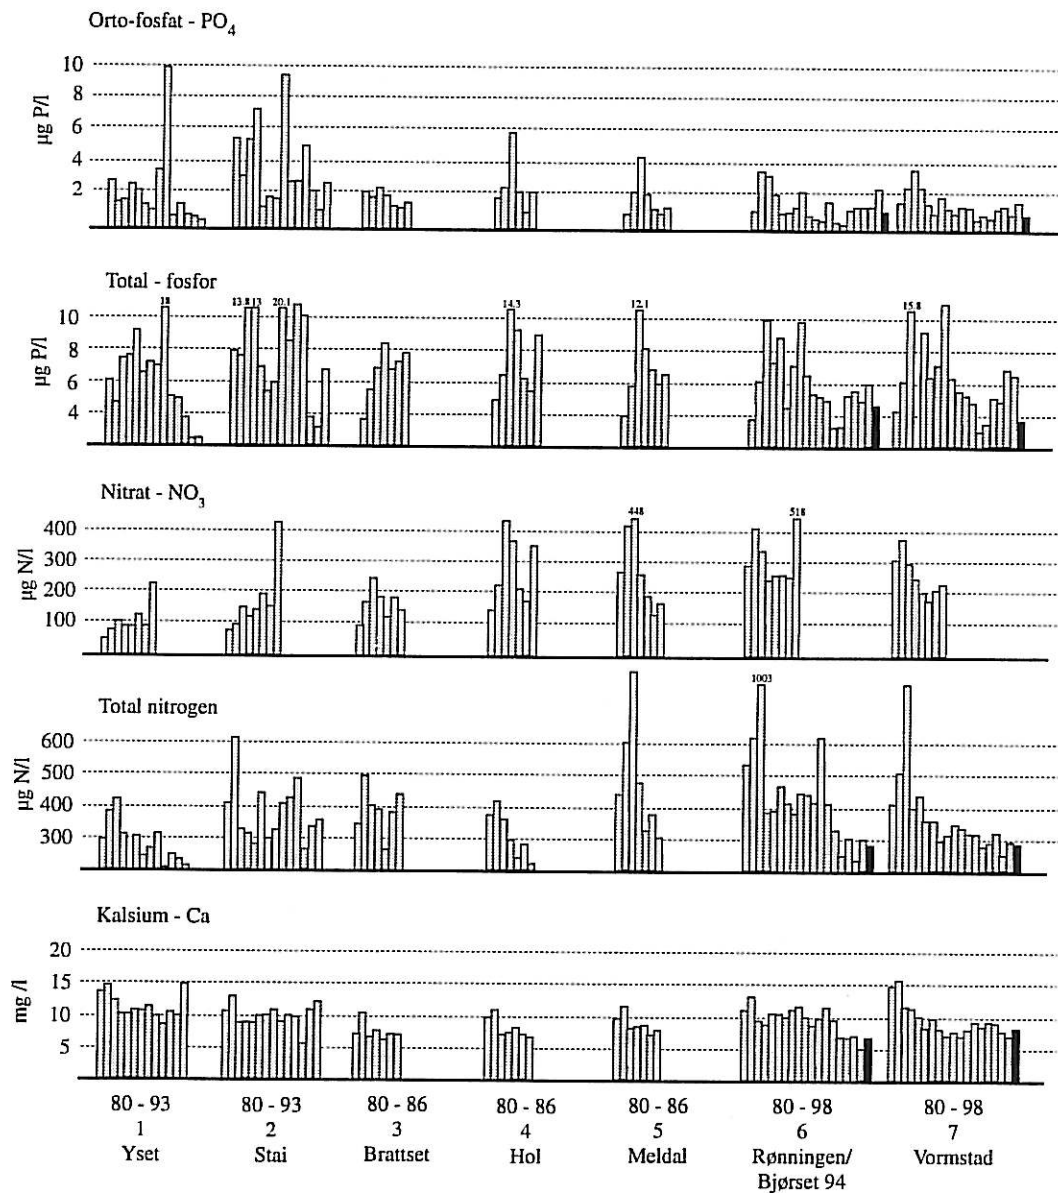 Orto-fosfat - PO4
10
8
6
4
2
µg P/l
Total - fosfor
18
13.8 13
20.1
14.3
12.1
15.8
10
8
6
4
µg P/l
Nitrat - NO3
448
518
400
300
200
100
µg N/l
Total nitrogen
1003
600
500
400
300
µg N/l
Kalsium - Ca
20
15
10
5
mg /l
80 - 93 80 - 93 80 - 86 80 - 86 80 - 86 80 - 98 80 - 98
1 2 3 4 5 6 7
Yset Stai Brattset Hol Meldal Rønningen/ Vormstad
Bjørset 94